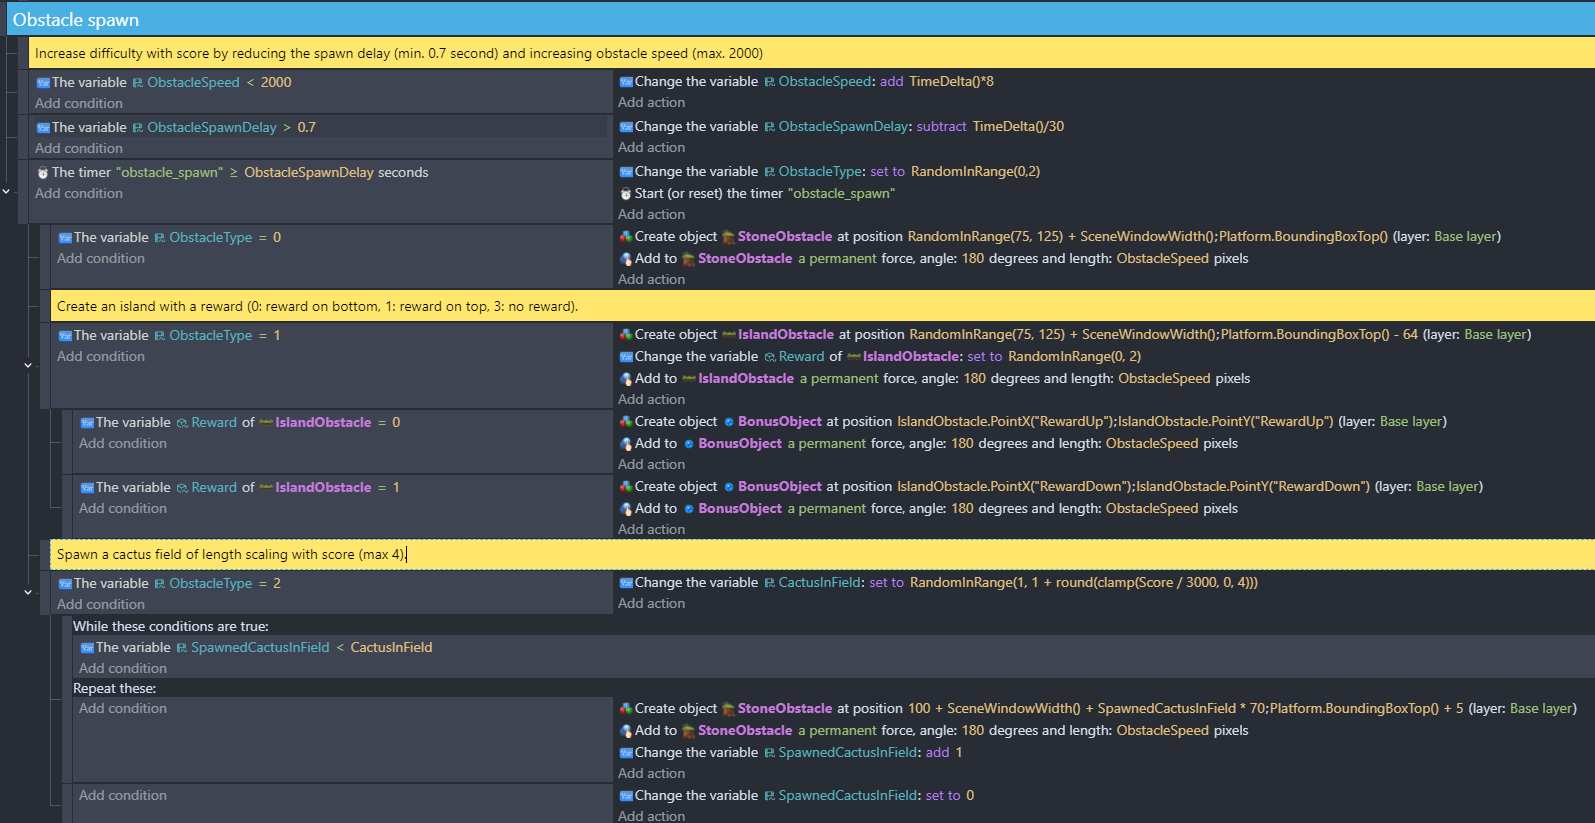 Obstacle spawn
Increase difficulty with score by reducing the spawn delay (min. 0.7 second) and increasing obstacle speed (max. 2000)
The variable ObstacleSpeed < 2000
Add condition
Change the variable ObstacleSpeed: add TimeDelta()*8
Add action
The variable ObstacleSpawnDelay > 0.7
Add condition
Change the variable ObstacleSpawnDelay: subtract TimeDelta()/30
Add action
The timer "obstacle_spawn" ≥ ObstacleSpawnDelay seconds
Add condition
Change the variable ObstacleType: set to RandomInRange(0,2)
Start (or reset) the timer "obstacle_spawn"
Add action
The variable ObstacleType = 0
Add condition
Create object StoneObstacle at position RandomInRange(75, 125) + SceneWindowWidth();Platform.BoundingBoxTop() (layer: Base layer)
Add to StoneObstacle a permanent force, angle: 180 degrees and length: ObstacleSpeed pixels
Add action
Create an island with a reward (0: reward on bottom, 1: reward on top, 3: no reward).
The variable ObstacleType = 1
Add condition
Create object IslandObstacle at position RandomInRange(75, 125) + SceneWindowWidth();Platform.BoundingBoxTop() - 64 (layer: Base layer)
Change the variable Reward of IslandObstacle: set to RandomInRange(0, 2)
Add to IslandObstacle a permanent force, angle: 180 degrees and length: ObstacleSpeed pixels
Add action
The variable Reward of IslandObstacle = 0
Add condition
Create object BonusObject at position IslandObstacle.PointX("RewardUp");IslandObstacle.PointY("RewardUp") (layer: Base layer)
Add to BonusObject a permanent force, angle: 180 degrees and length: ObstacleSpeed pixels
Add action
The variable Reward of IslandObstacle = 1
Add condition
Create object BonusObject at position IslandObstacle.PointX("RewardDown");IslandObstacle.PointY("RewardDown") (layer: Base layer)
Add to BonusObject a permanent force, angle: 180 degrees and length: ObstacleSpeed pixels
Add action
Spawn a cactus field of length scaling with score (max 4).
The variable ObstacleType = 2
Add condition
Change the variable CactusInField: set to RandomInRange(1, 1 + round(clamp(Score / 3000, 0, 4)))
Add action
While these conditions are true:
The variable SpawnedCactusInField < CactusInField
Add condition
Repeat these:
Add condition
Create object StoneObstacle at position 100 + SceneWindowWidth() + SpawnedCactusInField * 70;Platform.BoundingBoxTop() + 5 (layer: Base layer)
Add to StoneObstacle a permanent force, angle: 180 degrees and length: ObstacleSpeed pixels
Change the variable SpawnedCactusInField: add 1
Add action
Add condition
Change the variable SpawnedCactusInField: set to 0
Add action